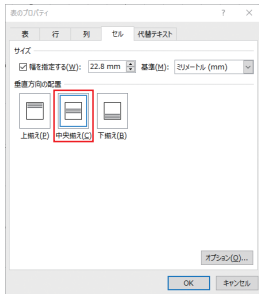 表のプロパティ ? ×
表 行 列 セル 代替テキスト
サイズ
幅を指定する(W): 22.8 mm 基準(M): ミリメートル (mm)
垂直方向の配置
上揃え(P) 中央揃え(C) 下揃え(B)
オプション(O)...
OK キャンセル